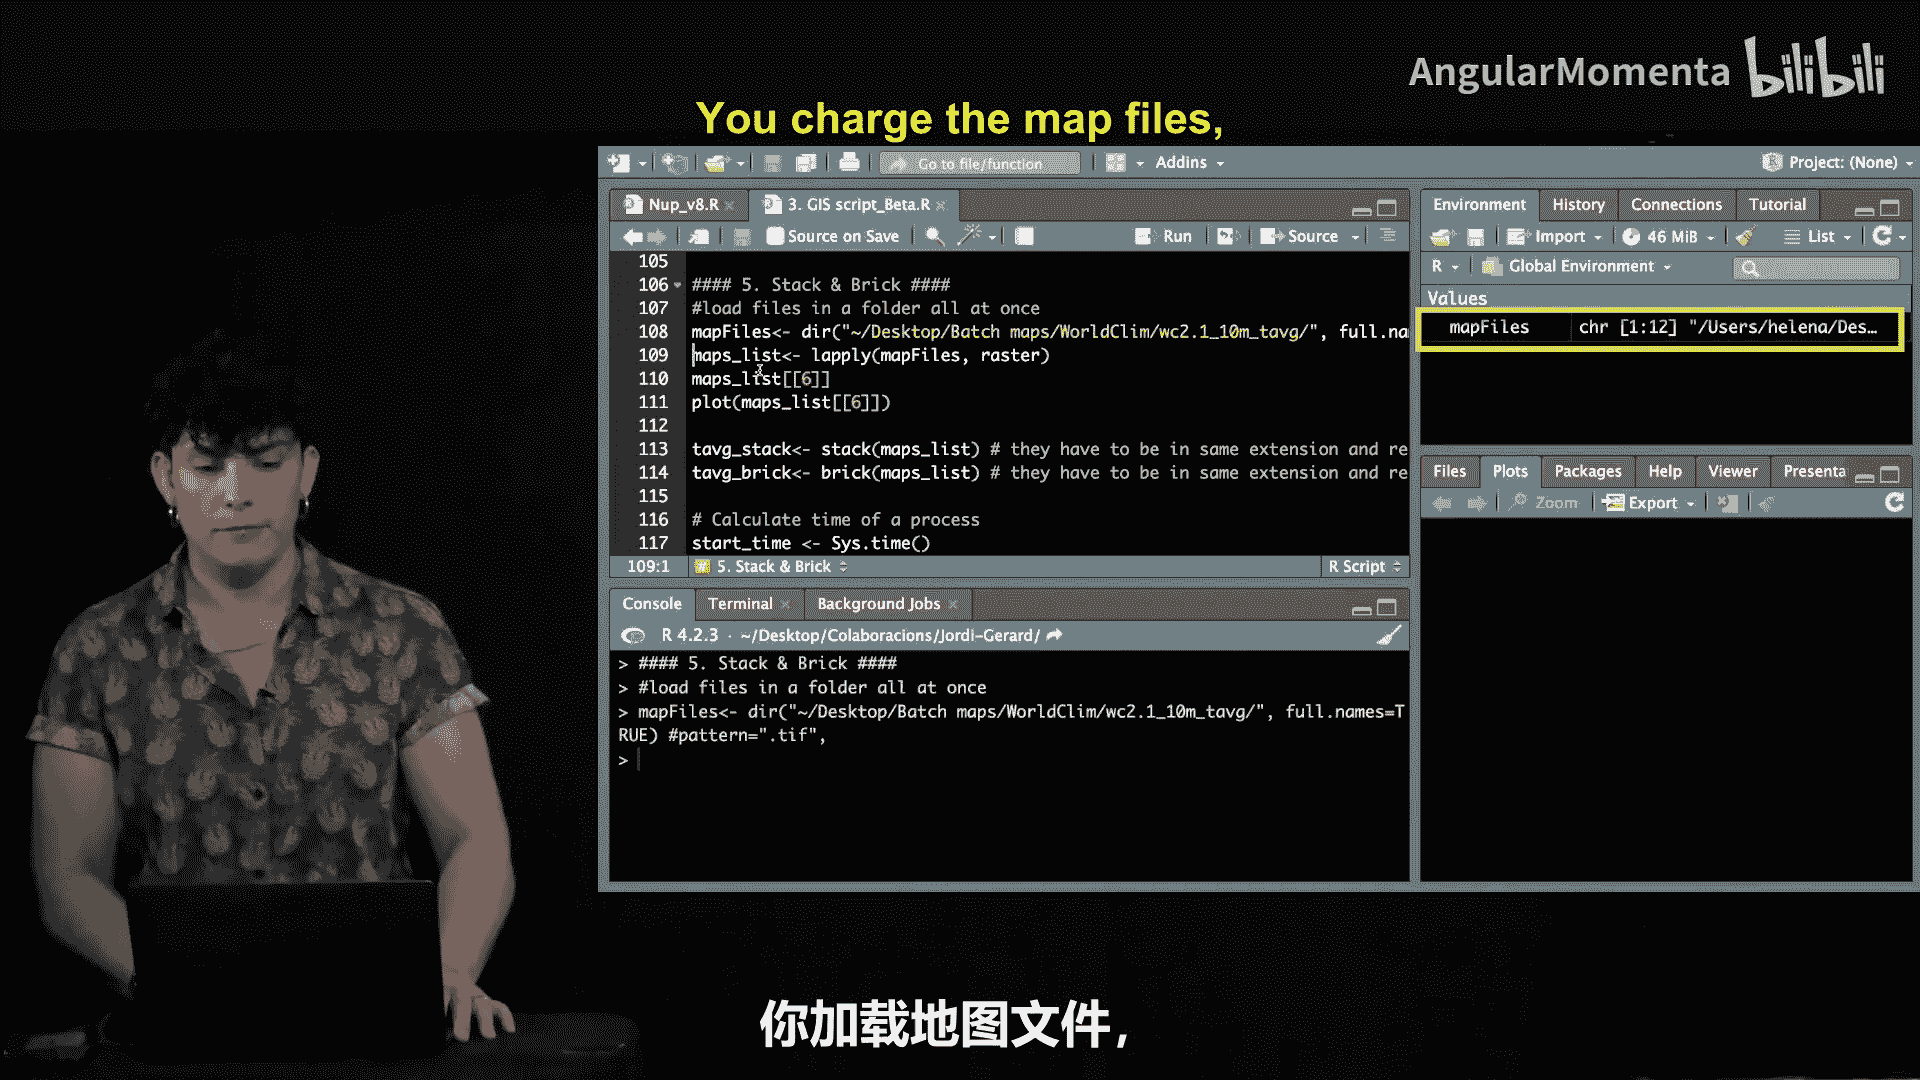 AngularMomenta bilibili
You charge the map files,
Go to file/function
Addins
Project: (None)
Nup_v8.R
3. GIS script_Beta.R
Source on Save
Run
Source
105
106 #### 5. Stack & Brick ####
107 #load files in a folder all at once
108 mapFiles<- dir("~/Desktop/Batch maps/WorldClim/wc2.1_10m_tavg/", full.na
109 maps_list<- lapply(mapFiles, raster)
110 maps_list[[6]]
111 plot(maps_list[[6]])
112
113 tavg_stack<- stack(maps_list) # they have to be in same extension and re
114 tavg_brick<- brick(maps_list) # they have to be in same extension and re
115
116 # Calculate time of a process
117 start_time <- Sys.time()
109:1 5. Stack & Brick R Script
Console Terminal Background Jobs
R 4.2.3 · ~/Desktop/Colaboracions/Jordi-Gerard/
> #### 5. Stack & Brick ####
> #load files in a folder all at once
> mapFiles<- dir("~/Desktop/Batch maps/WorldClim/wc2.1_10m_tavg/", full.names=T
RUE) #pattern=".tif",
>
Environment History Connections Tutorial
Import 46 MiB List
R Global Environment
Values
mapFiles chr [1:12] "/Users/helena/Des…
Files Plots Packages Help Viewer Presenta
Zoom Export
你加载地图文件，